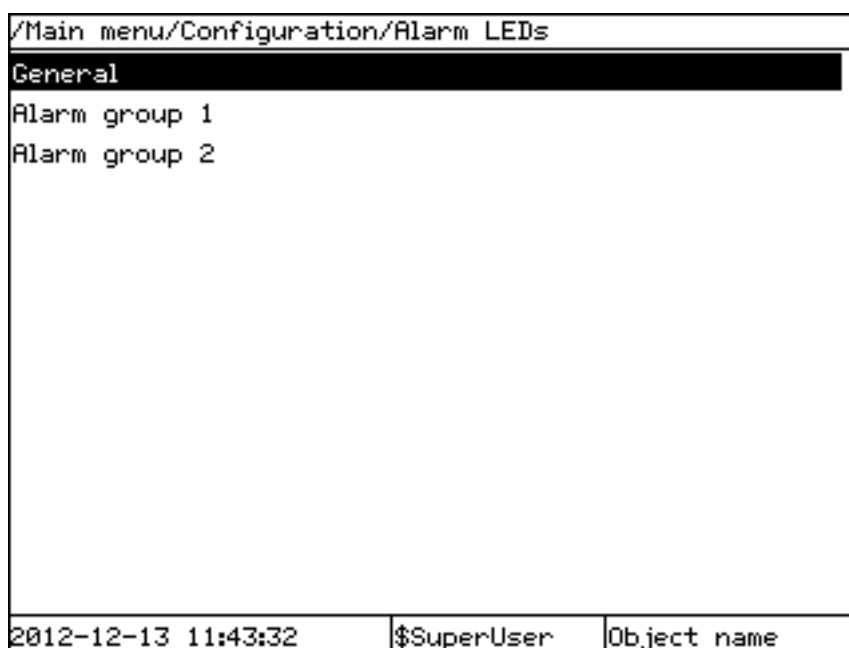 /Main menu/Configuration/Alarm LEDs
General
Alarm group 1
Alarm group 2
2012-12-13 11:43:32 $SuperUser Object name